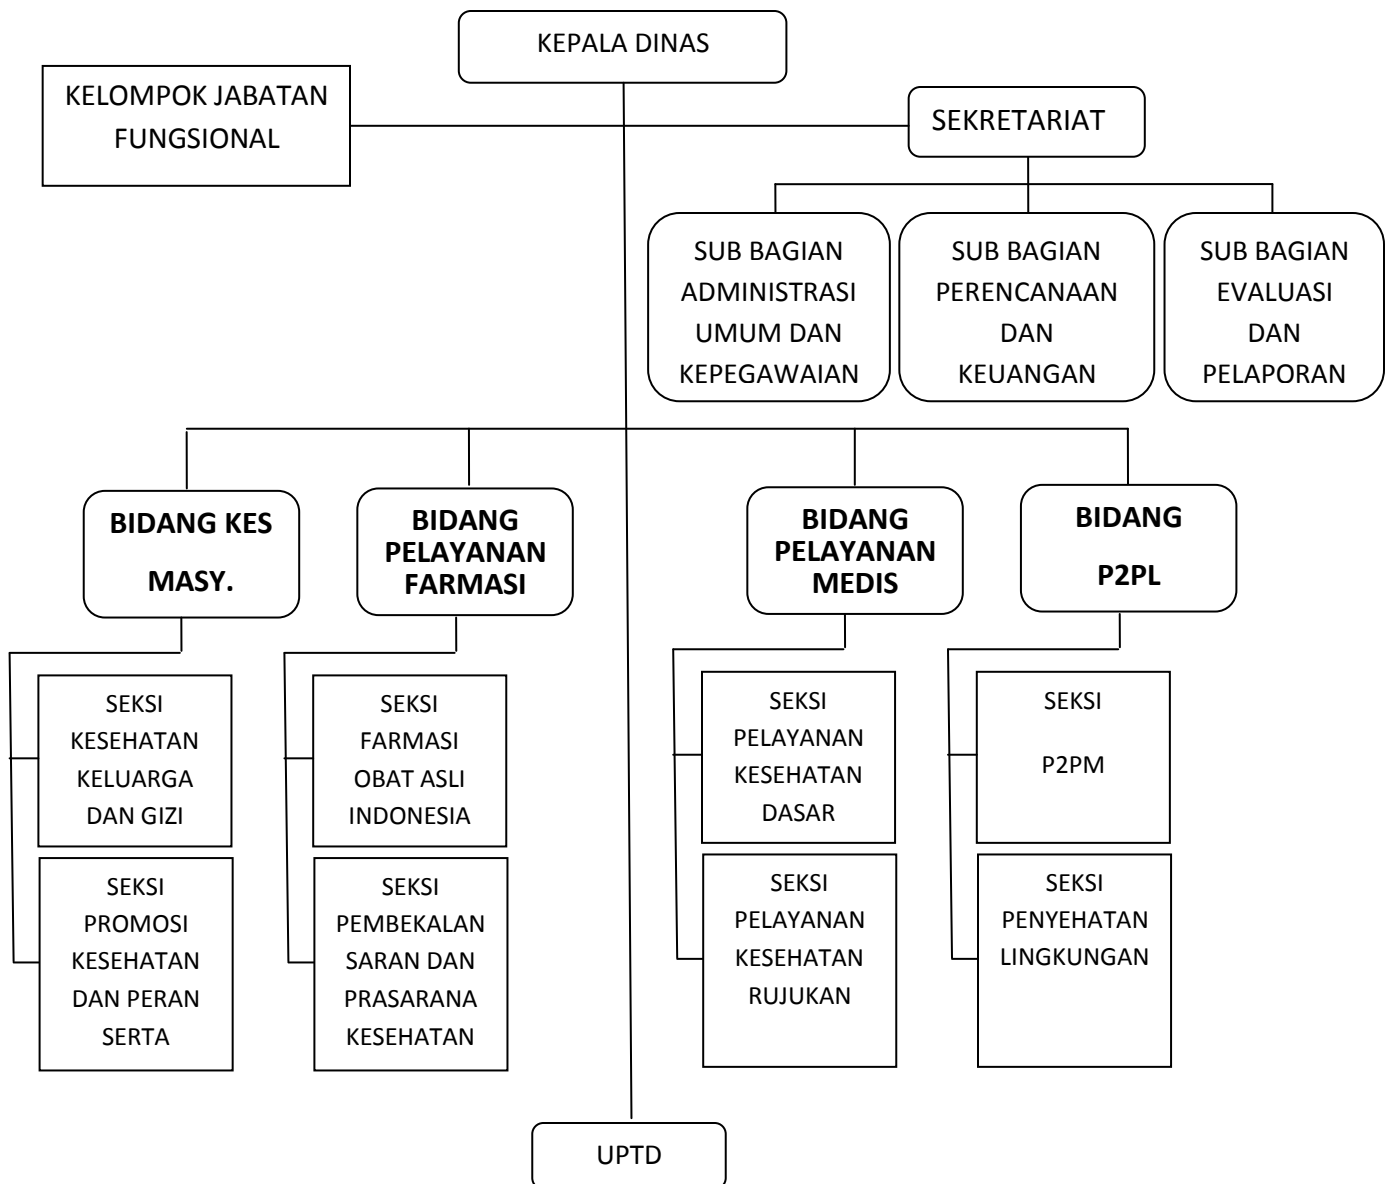 KEPALA DINAS
KELOMPOK JABATAN
FUNGSIONAL
SEKRETARIAT
SUB BAGIAN
ADMINISTRASI
UMUM DAN
KEPEGAWAIAN
SUB BAGIAN
PERENCANAAN
DAN
KEUANGAN
SUB BAGIAN
EVALUASI
DAN
PELAPORAN
BIDANG KES
MASY.
BIDANG
PELAYANAN
FARMASI
BIDANG
PELAYANAN
MEDIS
BIDANG
P2PL
SEKSI
KESEHATAN
KELUARGA
DAN GIZI
SEKSI
FARMASI
OBAT ASLI
INDONESIA
SEKSI
PELAYANAN
KESEHATAN
DASAR
SEKSI
P2PM
SEKSI
PROMOSI
KESEHATAN
DAN PERAN
SERTA
SEKSI
PEMBEKALAN
SARAN DAN
PRASARANA
KESEHATAN
SEKSI
PELAYANAN
KESEHATAN
RUJUKAN
SEKSI
PENYEHATAN
LINGKUNGAN
UPTD